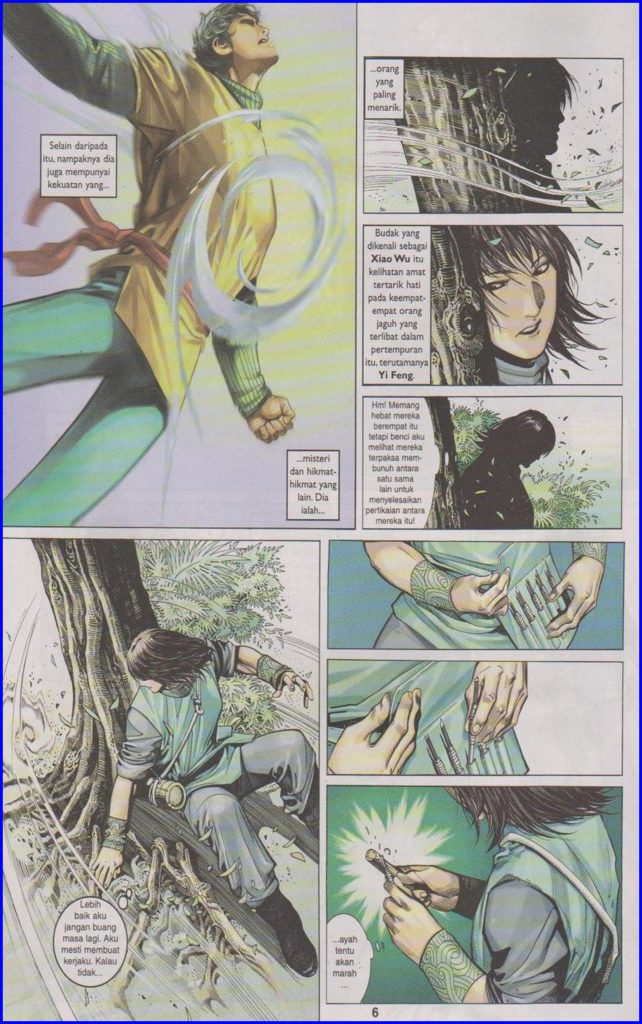 Selain daripada
itu, nampaknya dia
juga mempunyai
kekuatan yang...
...misteri
dan hikmat-
hikmat yang
lain. Dia
ialah...
...orang
yang
paling
menarik.
Budak yang
dikenali sebagai
Xiao Wu itu
kelihatan amat
tertarik hati
pada keempat-
empat orang
jaguh yang
terlibat dalam
pertempuran
itu, terutamanya
Yi Feng.
Hm! Memang
hebat mereka
berempat itu
tetapi benci aku
melihat mereka
terpaksa mem-
bunuh antara
satu sama
lain untuk
menyelesaikan
pertikaian antara
mereka itu!
Lebih
baik aku
jangan buang
masa lagi. Aku
mesti membuat
kerjaku. Kalau
tidak...
...ayah
tentu
akan
marah
...
6